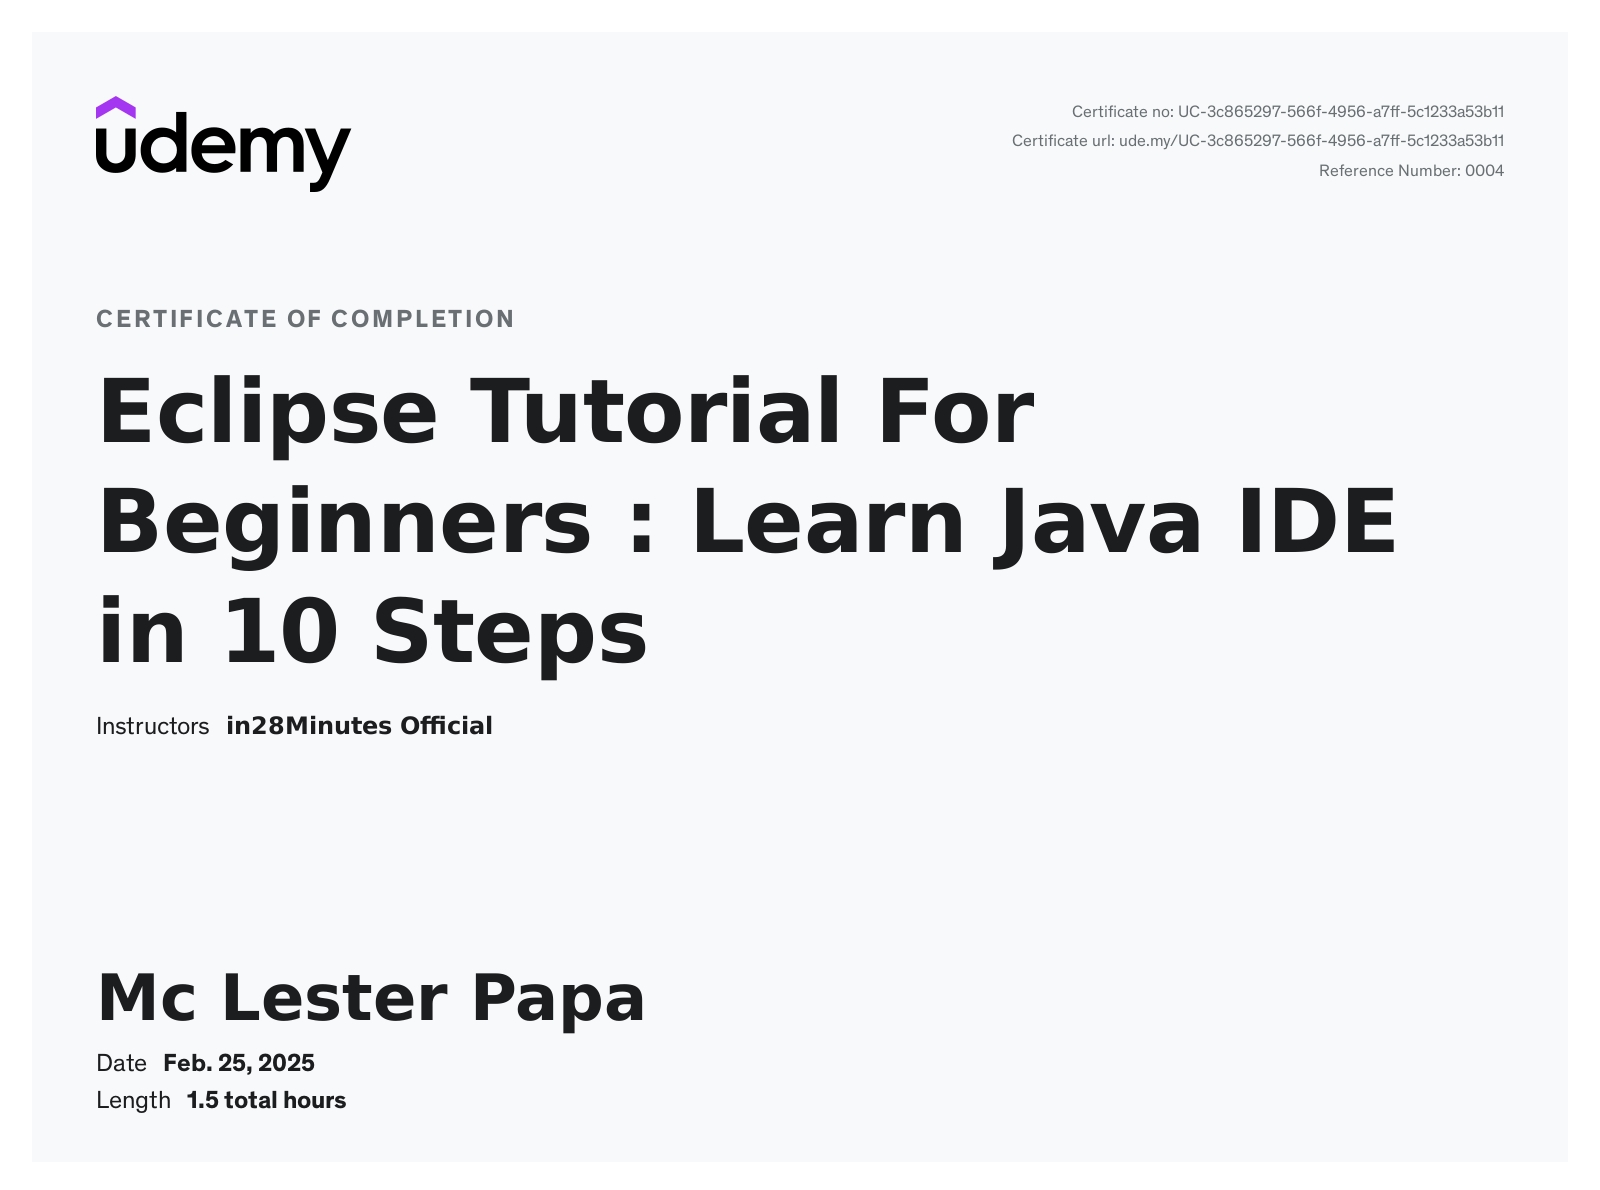 udemy
Certificate no: UC-3c865297-566f-4956-a7ff-5c1233a53b11
Certificate url: ude.my/UC-3c865297-566f-4956-a7ff-5c1233a53b11
Reference Number: 0004
CERTIFICATE OF COMPLETION
Eclipse Tutorial For
Beginners : Learn Java IDE
in 10 Steps
Instructors in28Minutes Official
Mc Lester Papa
Date Feb. 25, 2025
Length 1.5 total hours